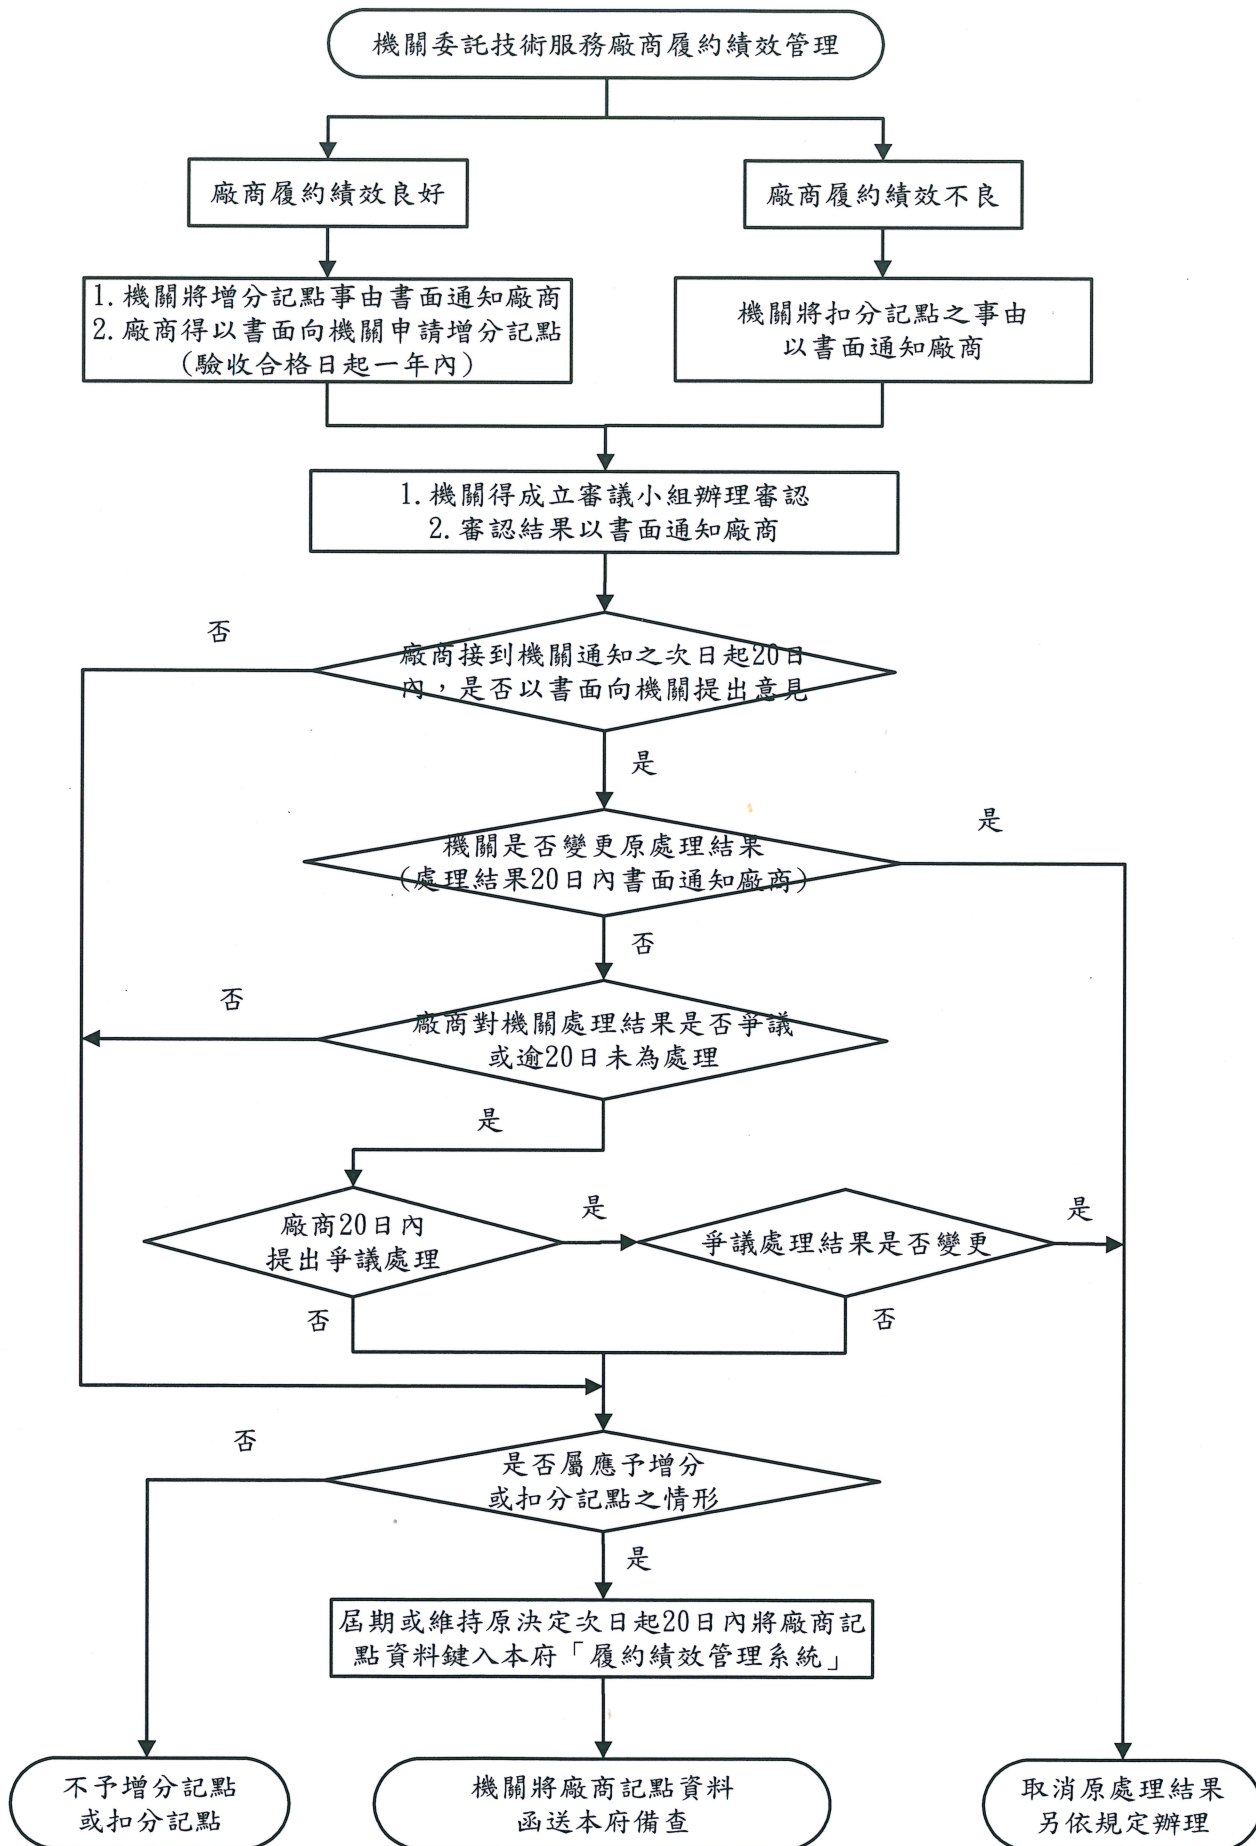 機關委託技術服務廠商履約績效管理
廠商履約績效良好
廠商履約績效不良
1.機關將增分記點事由書面通知廠商
2.廠商得以書面向機關申請增分記點
(驗收合格日起一年內)
機關將扣分記點之事由
以書面通知廠商
1.機關得成立審議小組辦理審認
2.審認結果以書面通知廠商
否
廠商接到機關通知之次日起20日
內,是否以書面向機關提出意見
是
是
機關是否變更原處理結果
(處理結果20日內書面通知廠商)
否
否
廠商對機關處理結果是否爭議
或逾20日未為處理
是
廠商20日內
提出爭議處理
是
爭議處理結果是否變更
是
否
否
否
是否屬應予增分
或扣分記點之情形
是
屆期或維持原決定次日起20日內將廠商記
點資料鍵入本府「履約績效管理系統」
不予增分記點
或扣分記點
機關將廠商記點資料
函送本府備查
取消原處理結果
另依規定辦理